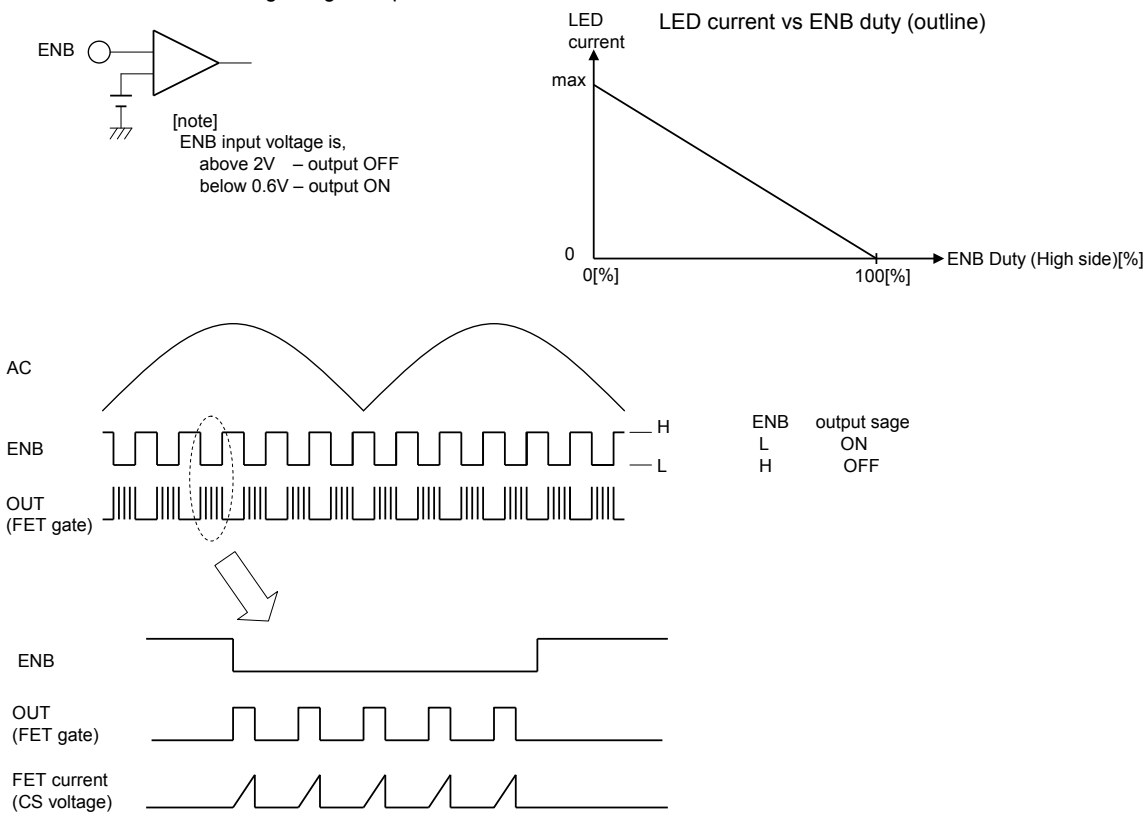 ENB
[note]
ENB input voltage is,
above 2V – output OFF
below 0.6V – output ON
LED current vs ENB duty (outline)
LED
current
max
0
0[%]
100[%]
ENB Duty (High side)[%]
AC
ENB
H
L
OUT
(FET gate)
ENB output sage
L ON
H OFF
ENB
OUT
(FET gate)
FET current
(CS voltage)